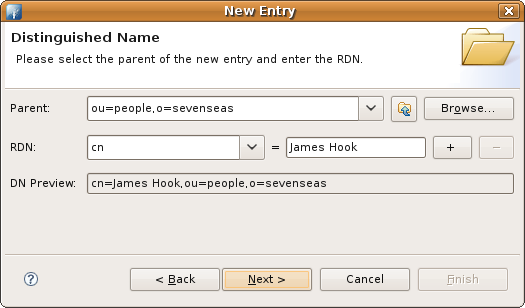 New Entry
Distinguished Name
Please select the parent of the new entry and enter the RDN.
Parent: ou=people,o=sevenseas Browse...
RDN: cn = James Hook + −
DN Preview: cn=James Hook,ou=people,o=sevenseas
? < Back Next > Cancel Finish